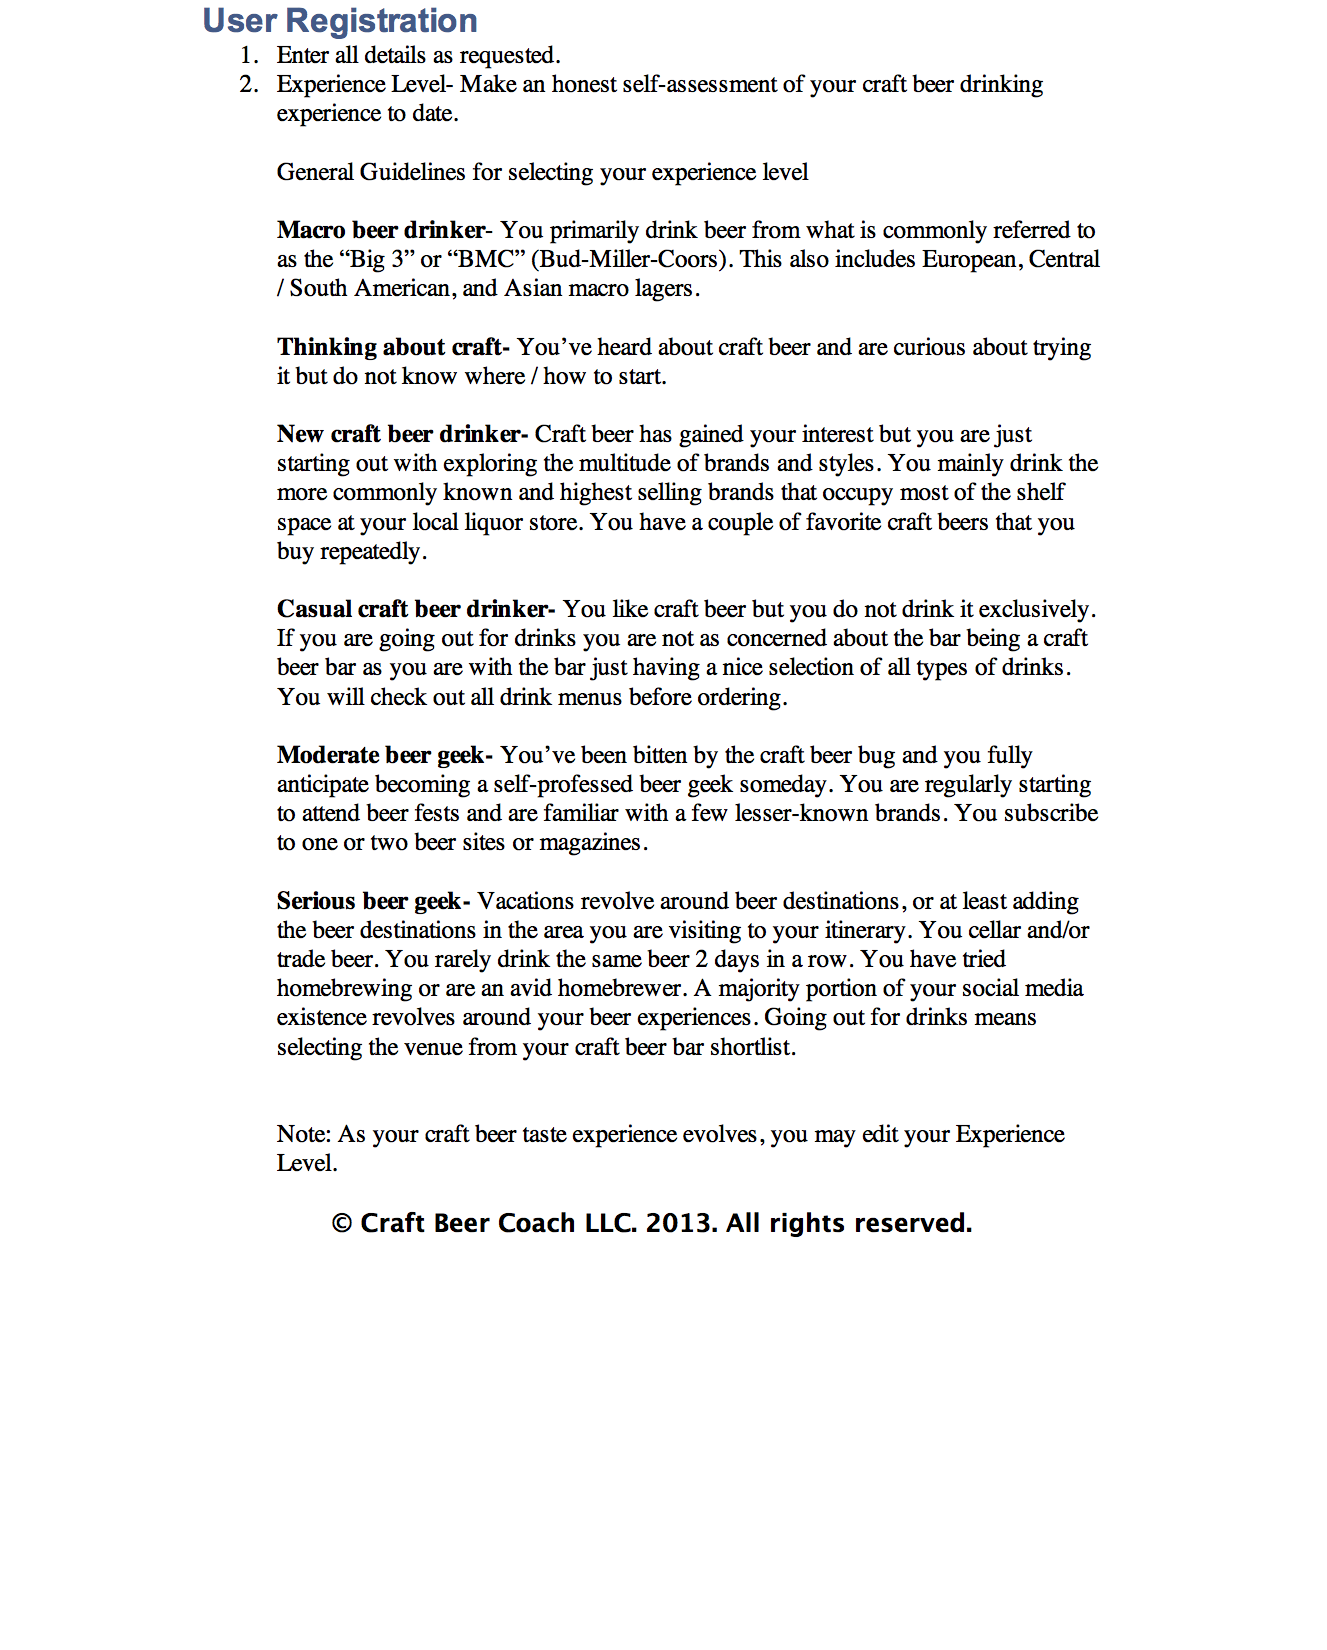 User Registration
1. Enter all details as requested.
2. Experience Level- Make an honest self-assessment of your craft beer drinking
experience to date.
General Guidelines for selecting your experience level
Macro beer drinker- You primarily drink beer from what is commonly referred to
as the “Big 3” or “BMC” (Bud-Miller-Coors). This also includes European, Central
/ South American, and Asian macro lagers.
Thinking about craft- You’ve heard about craft beer and are curious about trying
it but do not know where / how to start.
New craft beer drinker- Craft beer has gained your interest but you are just
starting out with exploring the multitude of brands and styles. You mainly drink the
more commonly known and highest selling brands that occupy most of the shelf
space at your local liquor store. You have a couple of favorite craft beers that you
buy repeatedly.
Casual craft beer drinker- You like craft beer but you do not drink it exclusively.
If you are going out for drinks you are not as concerned about the bar being a craft
beer bar as you are with the bar just having a nice selection of all types of drinks.
You will check out all drink menus before ordering.
Moderate beer geek- You’ve been bitten by the craft beer bug and you fully
anticipate becoming a self-professed beer geek someday. You are regularly starting
to attend beer fests and are familiar with a few lesser-known brands. You subscribe
to one or two beer sites or magazines.
Serious beer geek- Vacations revolve around beer destinations, or at least adding
the beer destinations in the area you are visiting to your itinerary. You cellar and/or
trade beer. You rarely drink the same beer 2 days in a row. You have tried
homebrewing or are an avid homebrewer. A majority portion of your social media
existence revolves around your beer experiences. Going out for drinks means
selecting the venue from your craft beer bar shortlist.
Note: As your craft beer taste experience evolves, you may edit your Experience
Level.
© Craft Beer Coach LLC. 2013. All rights reserved.